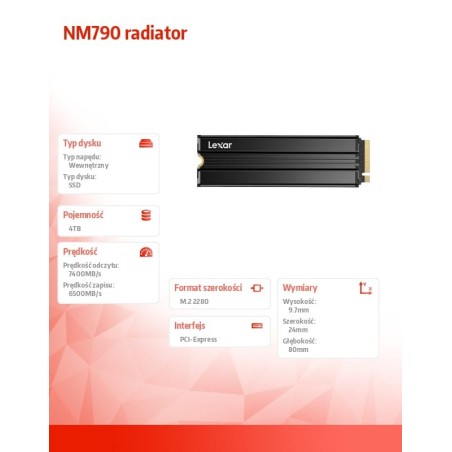 NM790 radiator
Lexar
Typ dysku
Typ napędu:
Wewnętrzny
Typ dysku:
SSD
Pojemność
4TB
Prędkość
Prędkość odczytu:
7400MB/s
Prędkość zapisu:
6500MB/s
Format szerokości
M.2 2280
Interfejs
PCI-Express
Wymiary
Y
X
Wysokość:
9.7mm
Szerokość:
24mm
Głębokość:
80mm